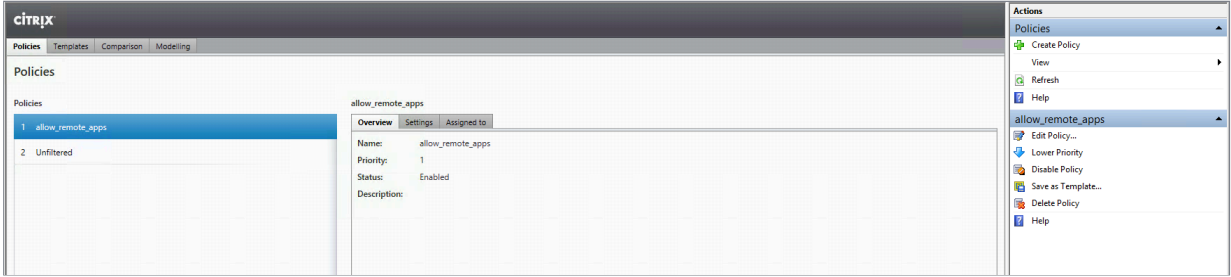 CİTRIX
Policies Templates Comparison Modelling
Policies
Policies
1 allow_remote_apps
2 Unfiltered
allow_remote_apps
Overview Settings Assigned to
Name: allow_remote_apps
Priority: 1
Status: Enabled
Description:
Actions
Policies
Create Policy
View
Refresh
Help
allow_remote_apps
Edit Policy...
Lower Priority
Disable Policy
Save as Template...
Delete Policy
Help